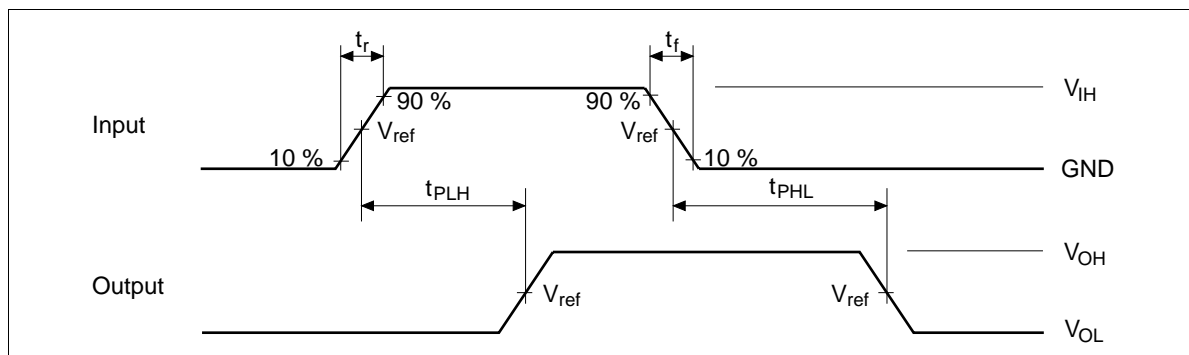 tr
tf
90 %
90 %
VIH
Input
Vref
Vref
10 %
10 %
GND
tPLH
tPHL
VOH
Output
Vref
Vref
VOL